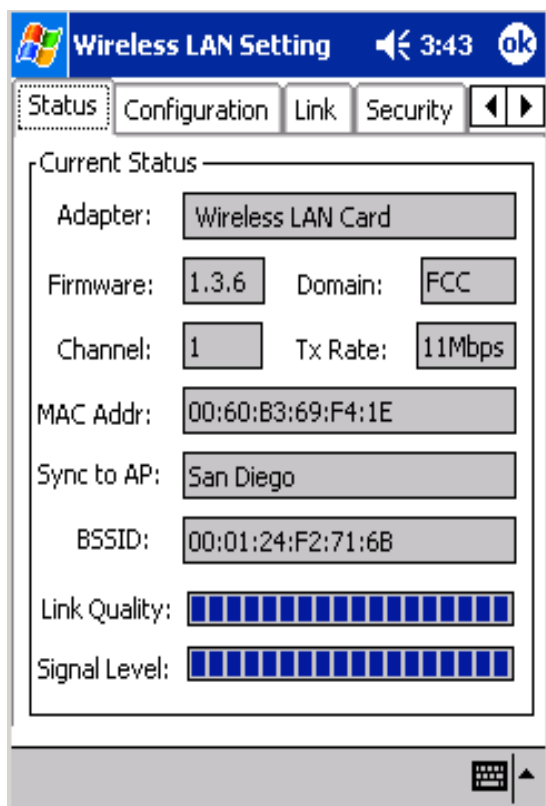 Wireless LAN Setting 3:43 ok
Status Configuration Link Security
Current Status
Adapter: Wireless LAN Card
Firmware: 1.3.6 Domain: FCC
Channel: 1 Tx Rate: 11Mbps
MAC Addr: 00:60:B3:69:F4:1E
Sync to AP: San Diego
BSSID: 00:01:24:F2:71:6B
Link Quality:
Signal Level: